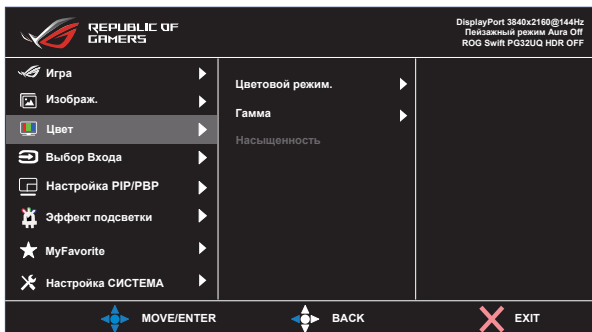 REPUBLIC OF
GAMERS
DisplayPort 3840x2160@144Hz
Пейзажный режим Aura Off
ROG Swift PG32UQ HDR OFF
Игра
Изображ.
Цвет
Выбор Входа
Настройка PIP/PBP
Эффект подсветки
MyFavorite
Настройка СИСТЕМА
Цветовой режим.
Гамма
Насыщенность
MOVE/ENTER
BACK
EXIT